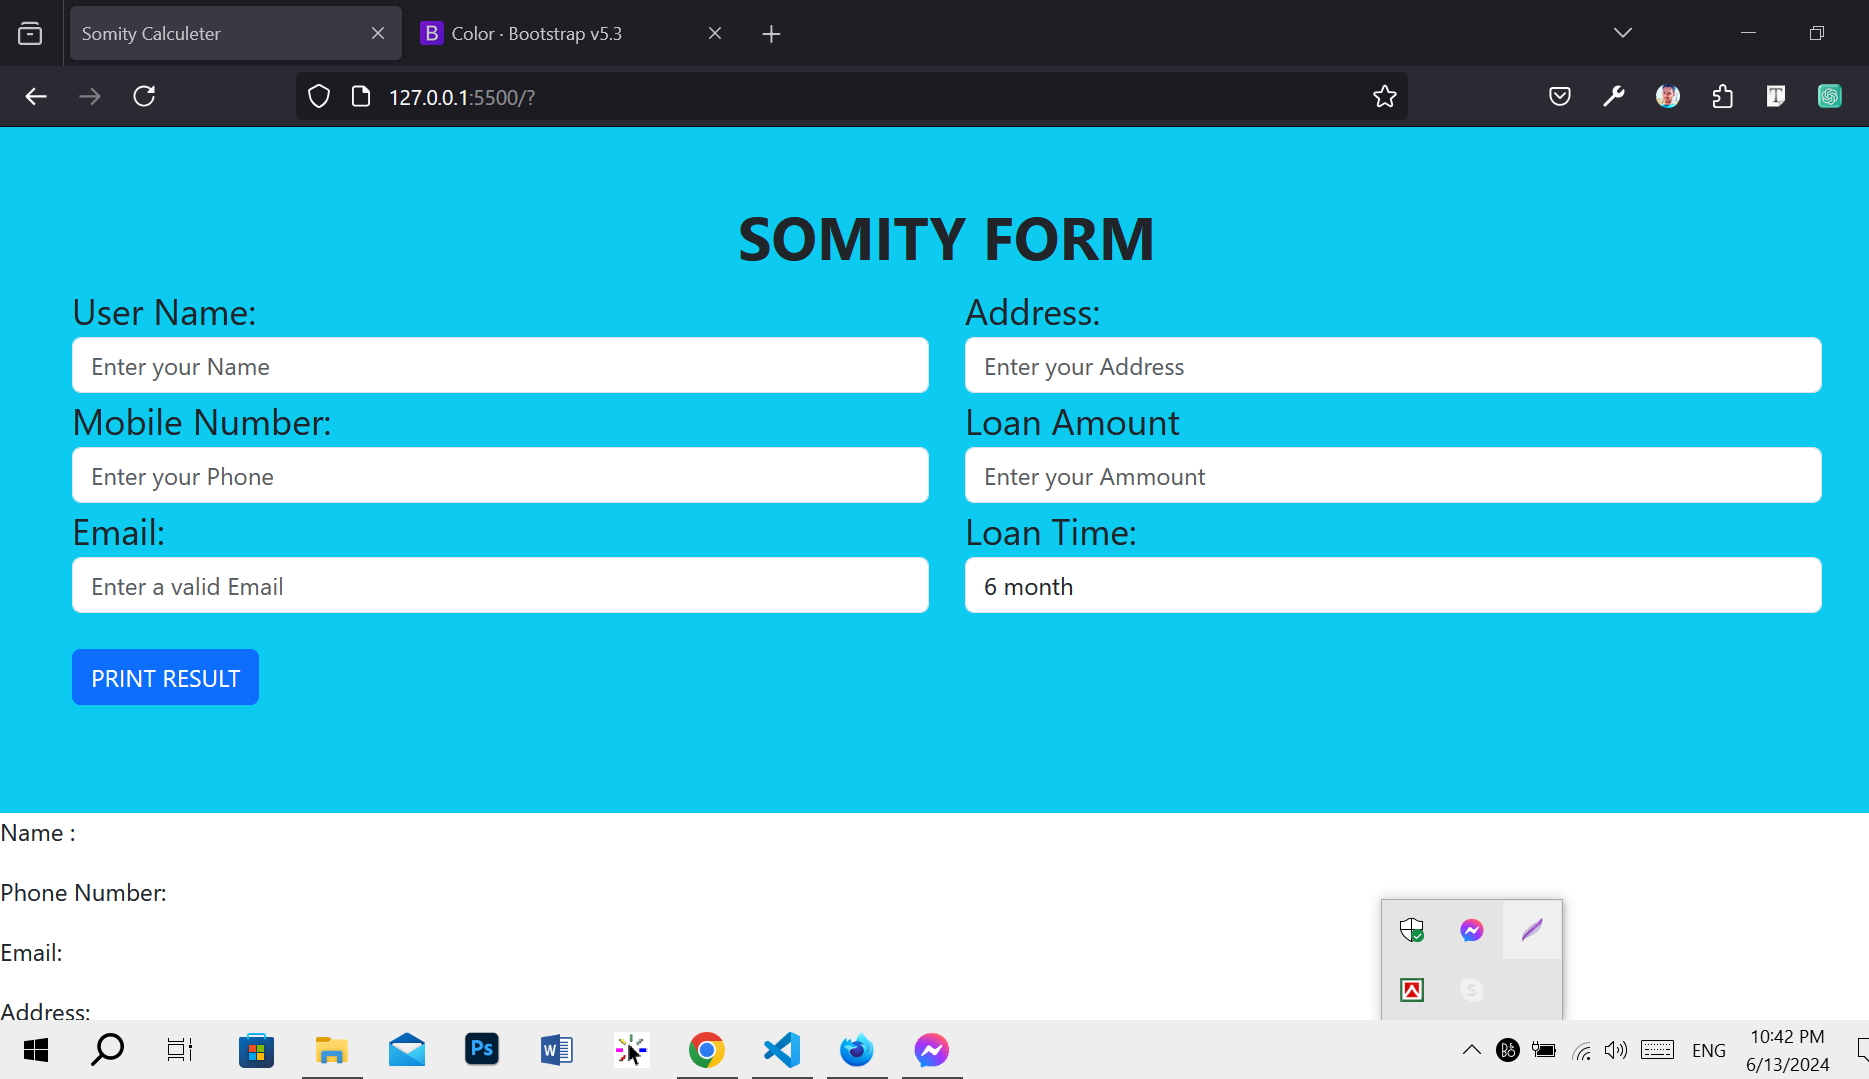 Somity Calculeter
B Color · Bootstrap v5.3
127.0.0.1:5500/?
SOMITY FORM
User Name:
Address:
Enter your Name
Enter your Address
Mobile Number:
Loan Amount
Enter your Phone
Enter your Ammount
Email:
Loan Time:
Enter a valid Email
6 month
PRINT RESULT
Name :
Phone Number:
Email:
Address:
Ps
W
ENG
10:42 PM
6/13/2024